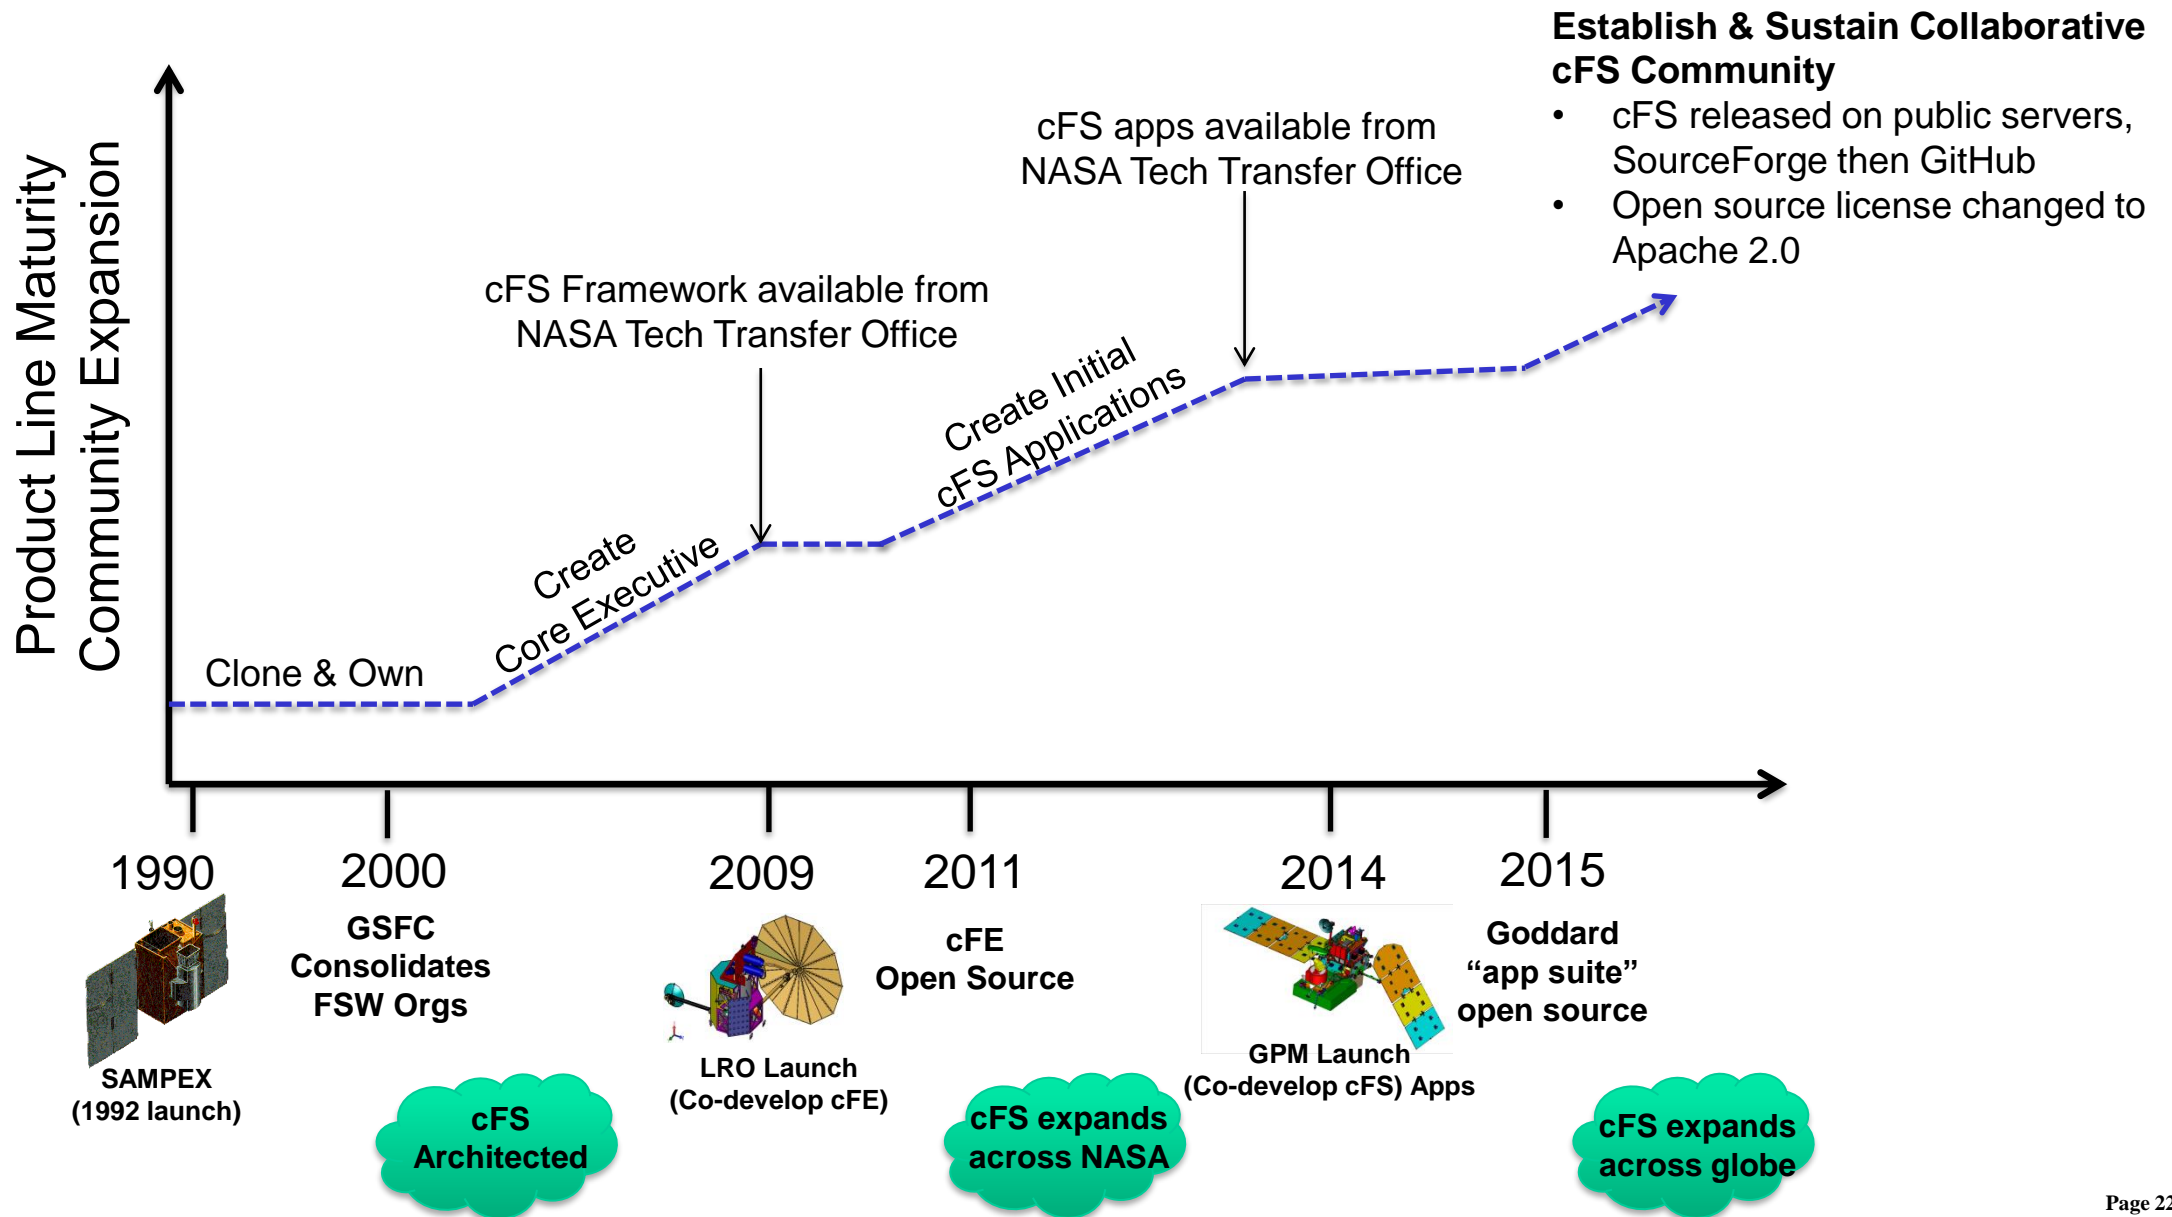 Establish & Sustain Collaborative
cFS Community
• cFS released on public servers,
SourceForge then GitHub
• Open source license changed to
Apache 2.0
cFS apps available from
NASA Tech Transfer Office
cFS Framework available from
NASA Tech Transfer Office
Product Line Maturity
Community Expansion
Clone & Own
Create
Core Executive
Create Initial
cFS Applications
1990
2000
2009
2011
2014
2015
SAMPEX
(1992 launch)
GSFC
Consolidates
FSW Orgs
LRO Launch
(Co-develop cFE)
cFE
Open Source
GPM Launch
(Co-develop cFS) Apps
Goddard
“app suite”
open source
cFS
Architected
cFS expands
across NASA
cFS expands
across globe
Page 22